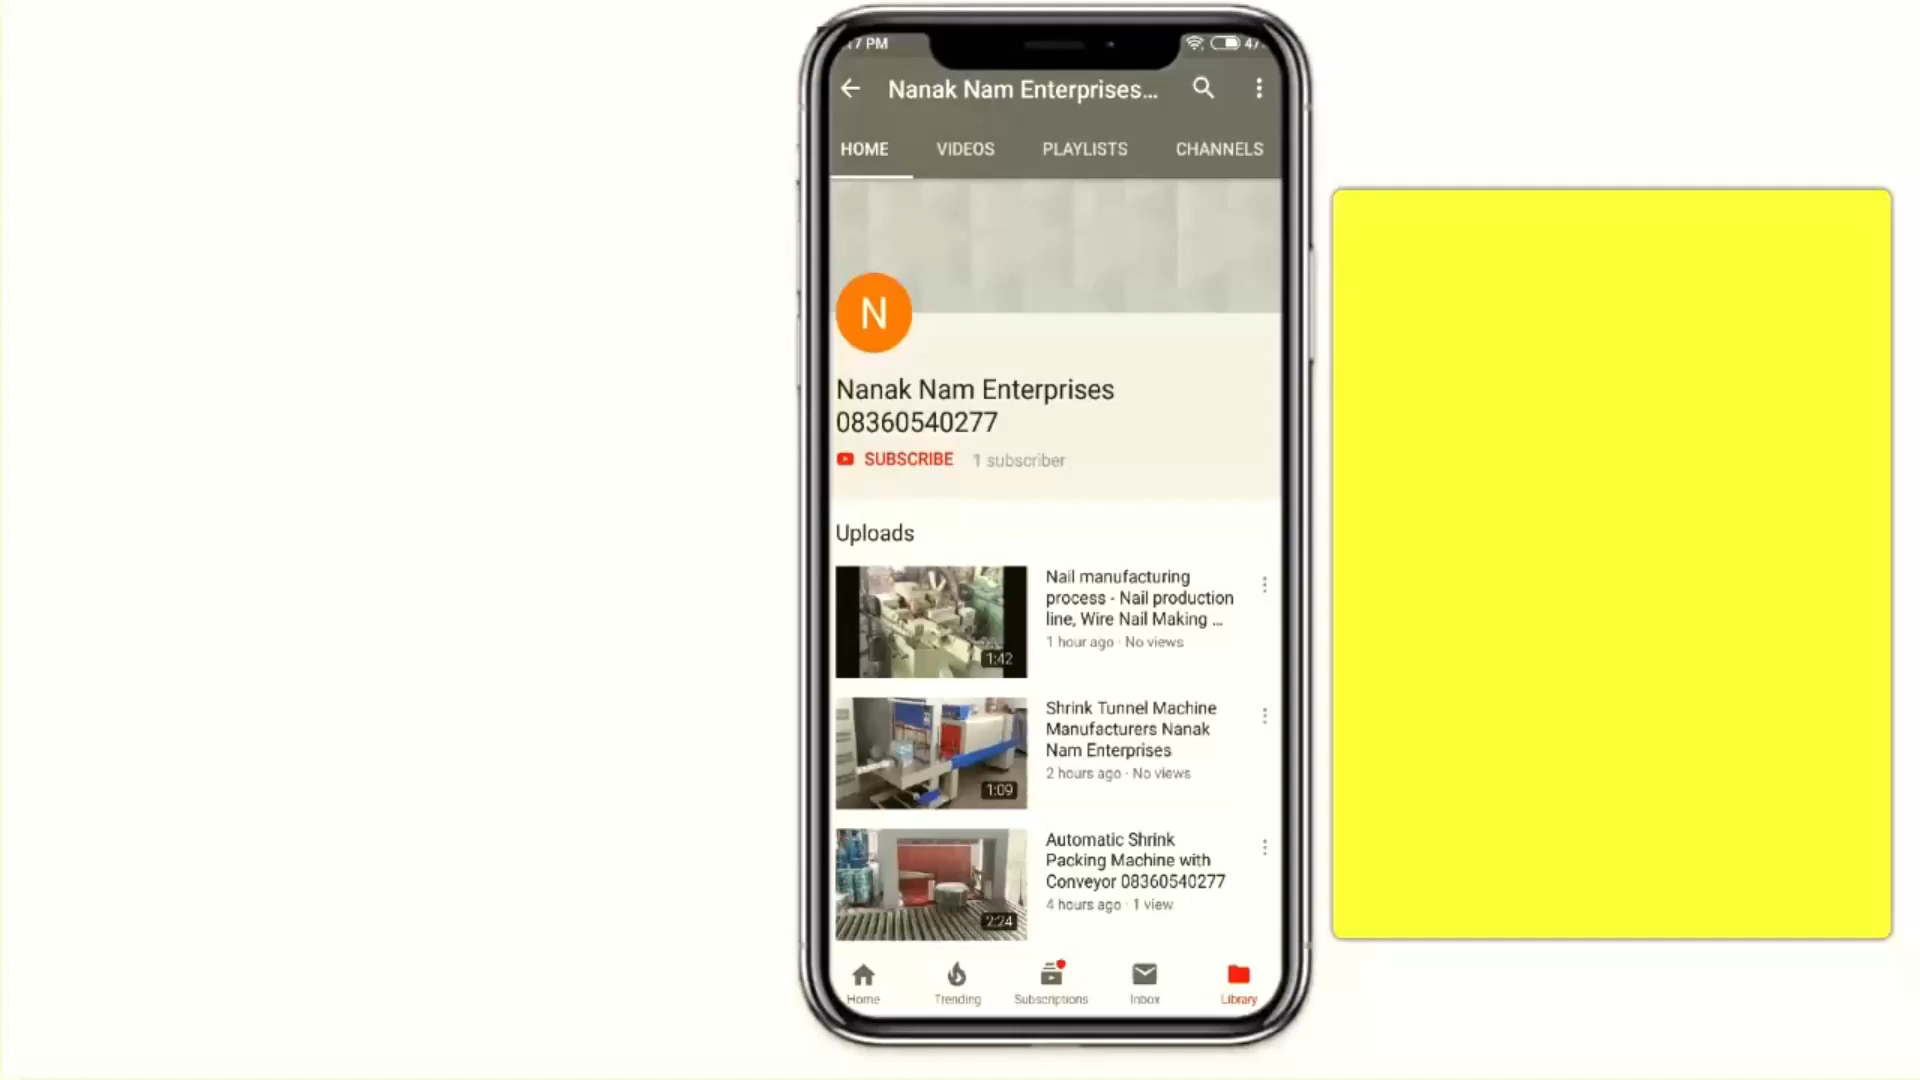 17 PM
47
Nanak Nam Enterprises...
HOME VIDEOS PLAYLISTS CHANNELS
N
Nanak Nam Enterprises
08360540277
SUBSCRIBE 1 subscriber
Uploads
Nail manufacturing
process - Nail production
line, Wire Nail Making ...
1 hour ago · No views
1:42
Shrink Tunnel Machine
Manufacturers Nanak
Nam Enterprises
2 hours ago · No views
1:09
Automatic Shrink
Packing Machine with
Conveyor 08360540277
4 hours ago · 1 view
2:24
Home Trending Subscriptions Inbox Library